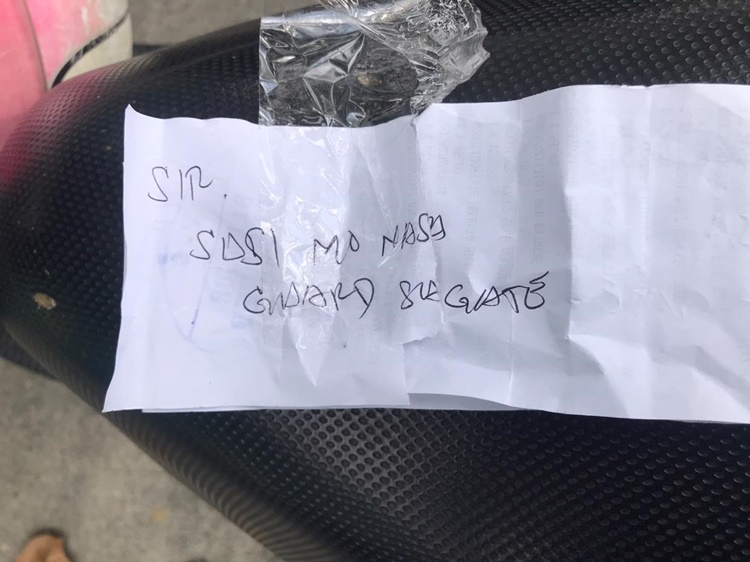 SIR.
SUSI MO NASA
GUARD SA GATE